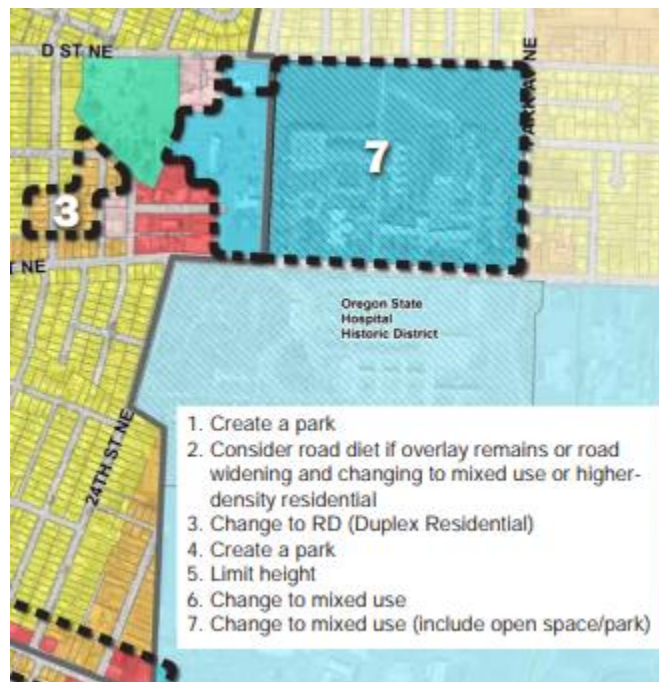 D ST NE
PARK AV NE
7
3
T NE
Oregon State
Hospital
Historic District
24TH ST NE
1. Create a park
2. Consider road diet if overlay remains or road
widening and changing to mixed use or higher-
density residential
3. Change to RD (Duplex Residential)
4. Create a park
5. Limit height
6. Change to mixed use
7. Change to mixed use (include open space/park)